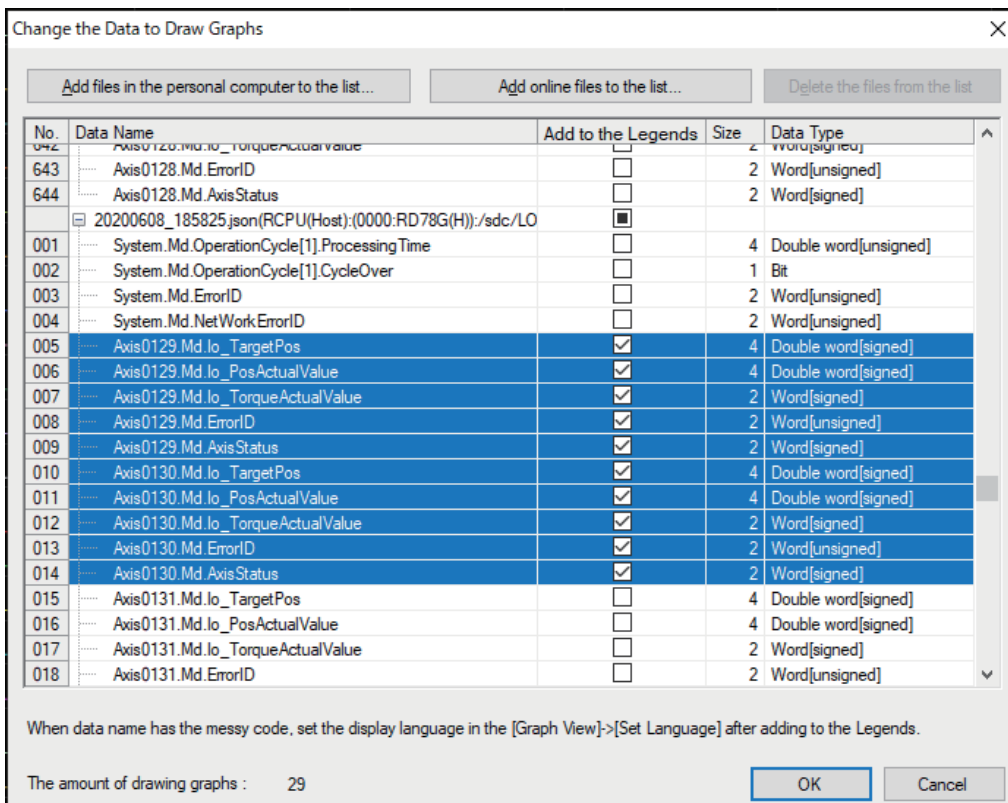 Change the Data to Draw Graphs
Add files in the personal computer to the list... Add online files to the list... Delete the files from the list
No. Data Name Add to the Legends Size Data Type
642 Axis0128.Md.Io_TorqueActualValue 2 Word[signed]
643 Axis0128.Md.ErrorID 2 Word[unsigned]
644 Axis0128.Md.AxisStatus 2 Word[signed]
20200608_185825.json(RCPU(Host):(0000:RD78G(H)):/sdc/LO
001 System.Md.OperationCycle[1].ProcessingTime 4 Double word[unsigned]
002 System.Md.OperationCycle[1].CycleOver 1 Bit
003 System.Md.ErrorID 2 Word[unsigned]
004 System.Md.NetWorkErrorID 2 Word[unsigned]
005 Axis0129.Md.Io_TargetPos 4 Double word[signed]
006 Axis0129.Md.Io_PosActualValue 4 Double word[signed]
007 Axis0129.Md.Io_TorqueActualValue 2 Word[signed]
008 Axis0129.Md.ErrorID 2 Word[unsigned]
009 Axis0129.Md.AxisStatus 2 Word[signed]
010 Axis0130.Md.Io_TargetPos 4 Double word[signed]
011 Axis0130.Md.Io_PosActualValue 4 Double word[signed]
012 Axis0130.Md.Io_TorqueActualValue 2 Word[signed]
013 Axis0130.Md.ErrorID 2 Word[unsigned]
014 Axis0130.Md.AxisStatus 2 Word[signed]
015 Axis0131.Md.Io_TargetPos 4 Double word[signed]
016 Axis0131.Md.Io_PosActualValue 4 Double word[signed]
017 Axis0131.Md.Io_TorqueActualValue 2 Word[signed]
018 Axis0131.Md.ErrorID 2 Word[unsigned]
When data name has the messy code, set the display language in the [Graph View]->[Set Language] after adding to the Legends.
The amount of drawing graphs : 29
OK Cancel